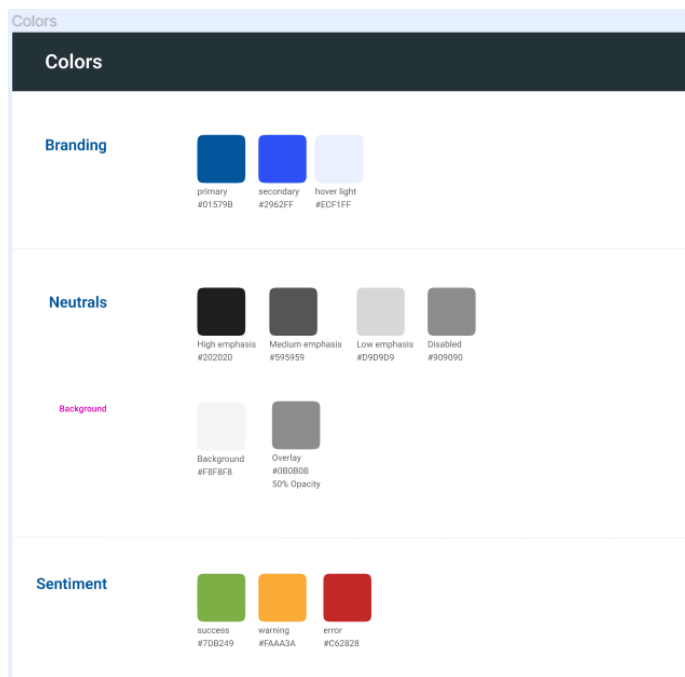 Colors
Colors
Branding
primary
#01579B
secondary
#2962FF
hover light
#ECF1FF
Neutrals
High emphasis
#202020
Medium emphasis
#595959
Low emphasis
#D9D9D9
Disabled
#909090
Background
Background
#F8F8F8
Overlay
#0B0B0B
50% Opacity
Sentiment
success
#7DB249
warning
#FAAA3A
error
#C62828